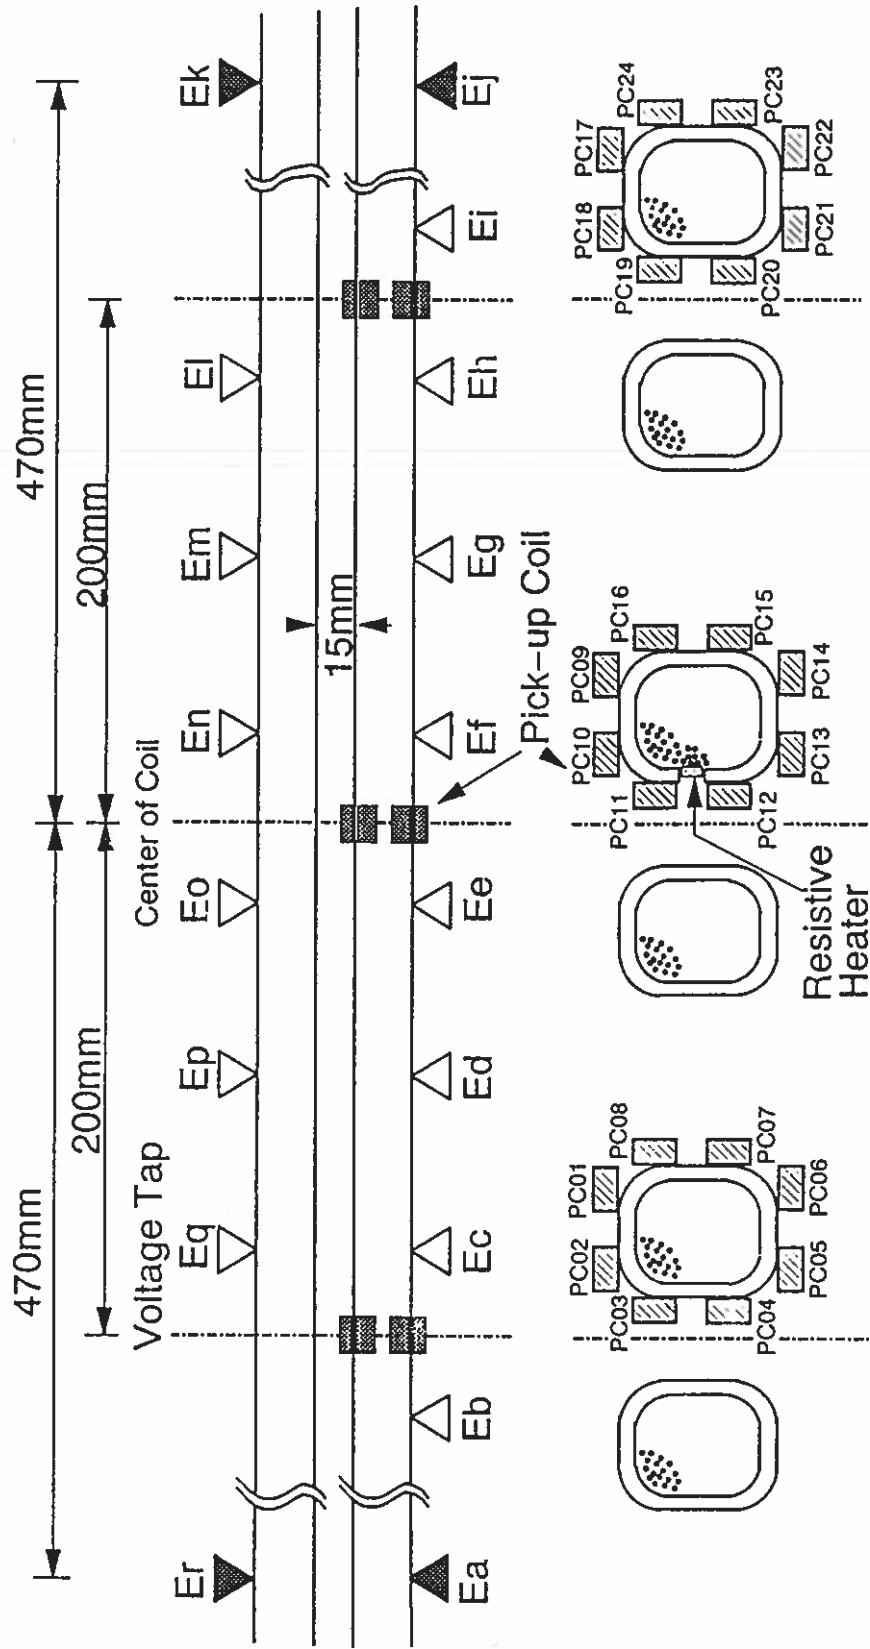 470mm
470mm
200mm
200mm
Voltage Tap
Center of Coil
Er
Eq
Ep
Eo
En
Em
El
Ek
15mm
Ea
Eb
Ec
Ed
Ee
Ef
Eg
Eh
Ei
Ej
Pick-up Coil
PC01
PC02
PC03
PC04
PC05
PC06
PC07
PC08
PC09
PC10
PC11
PC12
PC13
PC14
PC15
PC16
PC17
PC18
PC19
PC20
PC21
PC22
PC23
PC24
Resistive
Heater